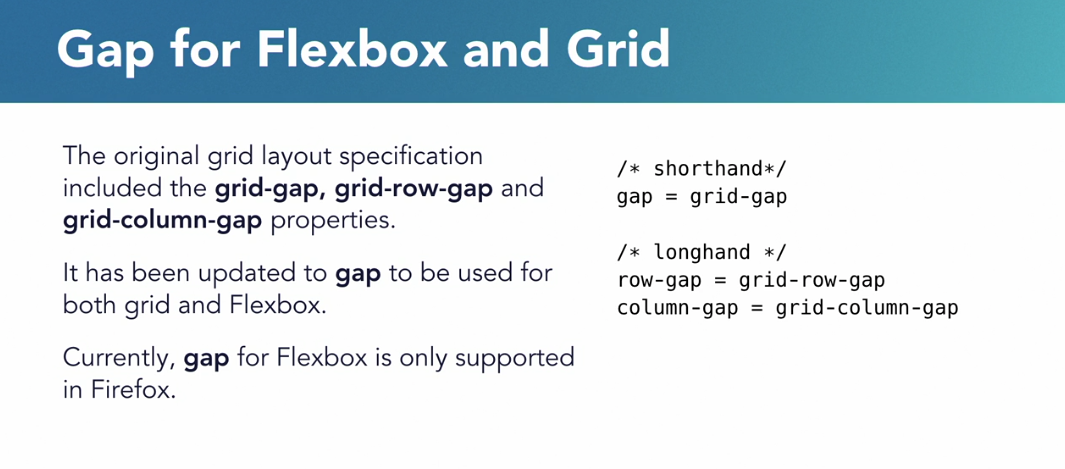 Gap for Flexbox and Grid
The original grid layout specification
included the grid-gap, grid-row-gap and
grid-column-gap properties.
It has been updated to gap to be used for
both grid and Flexbox.
Currently, gap for Flexbox is only supported
in Firefox.
/* shorthand*/
gap = grid-gap
/* longhand */
row-gap = grid-row-gap
column-gap = grid-column-gap